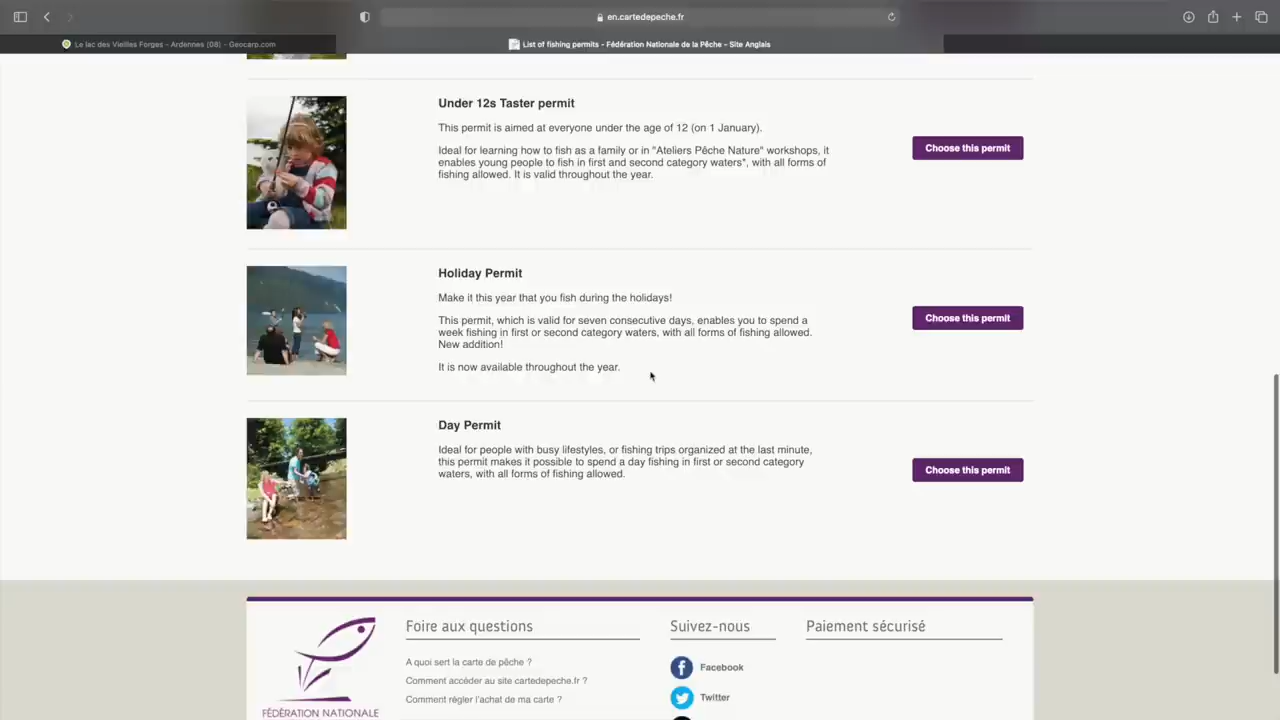 en.cartedepeche.fr
Le lac des Vieilles Forges - Ardennes (08) - Geocarp.com
List of fishing permits - Fédération Nationale de la Pêche - Site Anglais
Under 12s Taster permit
This permit is aimed at everyone under the age of 12 (on 1 January).
Ideal for learning how to fish as a family or in "Ateliers Pêche Nature" workshops, it
enables young people to fish in first and second category waters*, with all forms of
fishing allowed. It is valid throughout the year.
Choose this permit
Holiday Permit
Make it this year that you fish during the holidays!
This permit, which is valid for seven consecutive days, enables you to spend a
week fishing in first or second category waters, with all forms of fishing allowed.
New addition!
It is now available throughout the year.
Choose this permit
Day Permit
Ideal for people with busy lifestyles, or fishing trips organized at the last minute,
this permit makes it possible to spend a day fishing in first or second category
waters, with all forms of fishing allowed.
Choose this permit
FÉDÉRATION NATIONALE
Foire aux questions
A quoi sert la carte de pêche ?
Comment accéder au site cartedepeche.fr ?
Comment régler l'achat de ma carte ?
Suivez-nous
Facebook
Twitter
Paiement sécurisé